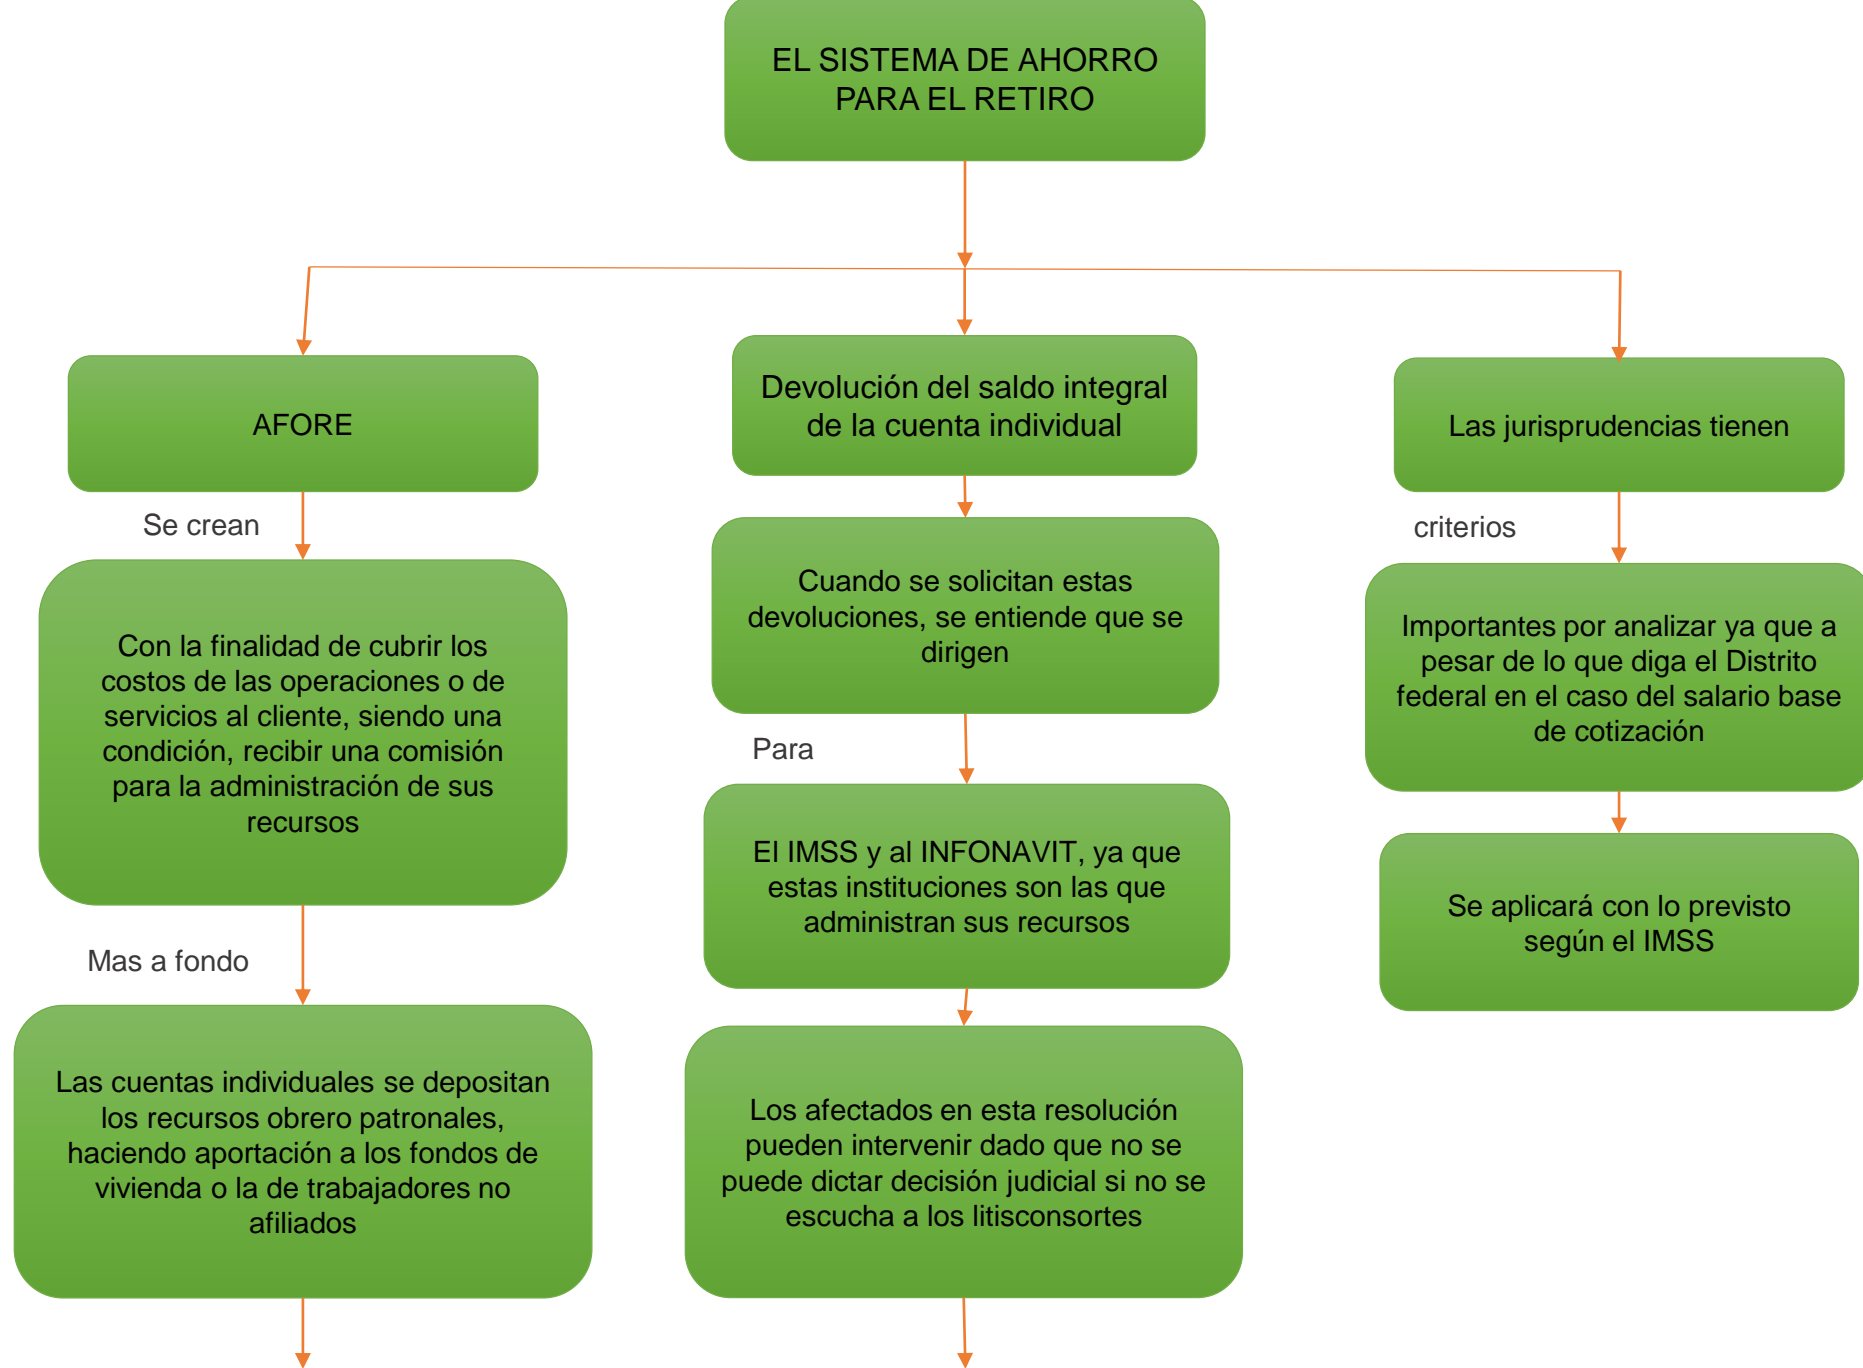 EL SISTEMA DE AHORRO
PARA EL RETIRO
AFORE
Se crean
Con la finalidad de cubrir los
costos de las operaciones o de
servicios al cliente, siendo una
condición, recibir una comisión
para la administración de sus
recursos
Mas a fondo
Las cuentas individuales se depositan
los recursos obrero patronales,
haciendo aportación a los fondos de
vivienda o la de trabajadores no
afiliados
Devolución del saldo integral
de la cuenta individual
Cuando se solicitan estas
devoluciones, se entiende que se
dirigen
Para
El IMSS y al INFONAVIT, ya que
estas instituciones son las que
administran sus recursos
Los afectados en esta resolución
pueden intervenir dado que no se
puede dictar decisión judicial si no se
escucha a los litisconsortes
Las jurisprudencias tienen
criterios
Importantes por analizar ya que a
pesar de lo que diga el Distrito
federal en el caso del salario base
de cotización
Se aplicará con lo previsto
según el IMSS